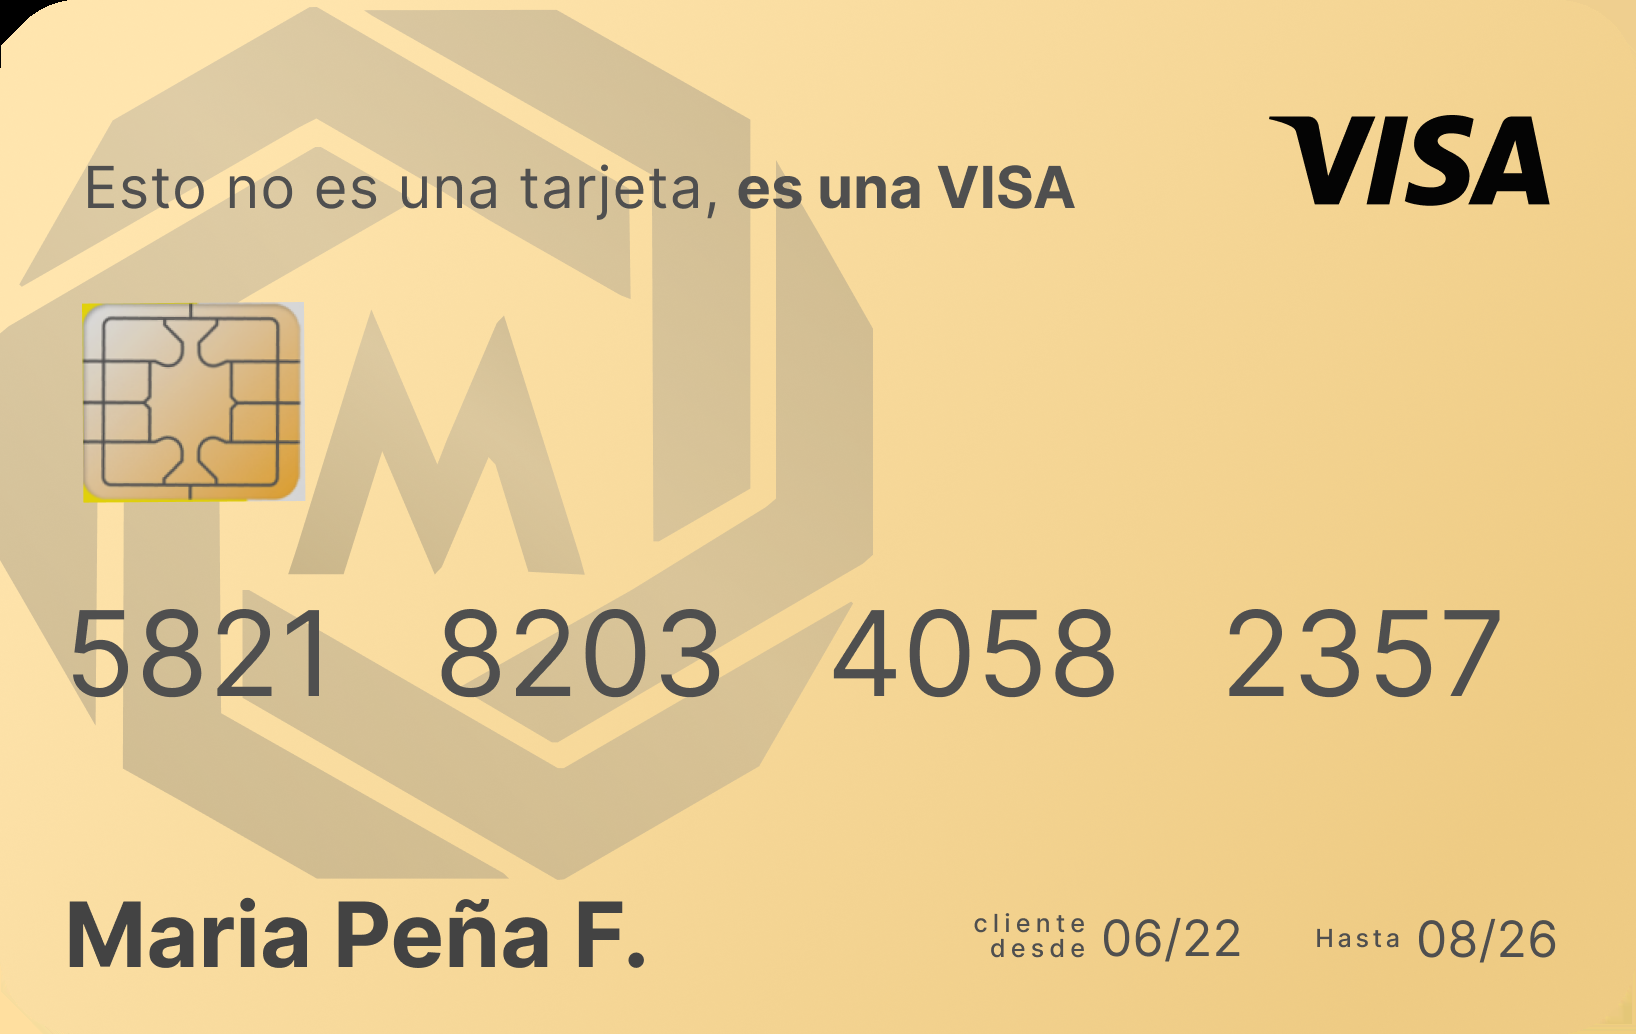 Esto no es una tarjeta, es una VISA
VISA
M
5821 8203 4058 2357
Maria Peña F.
cliente desde 06/22
Hasta 08/26